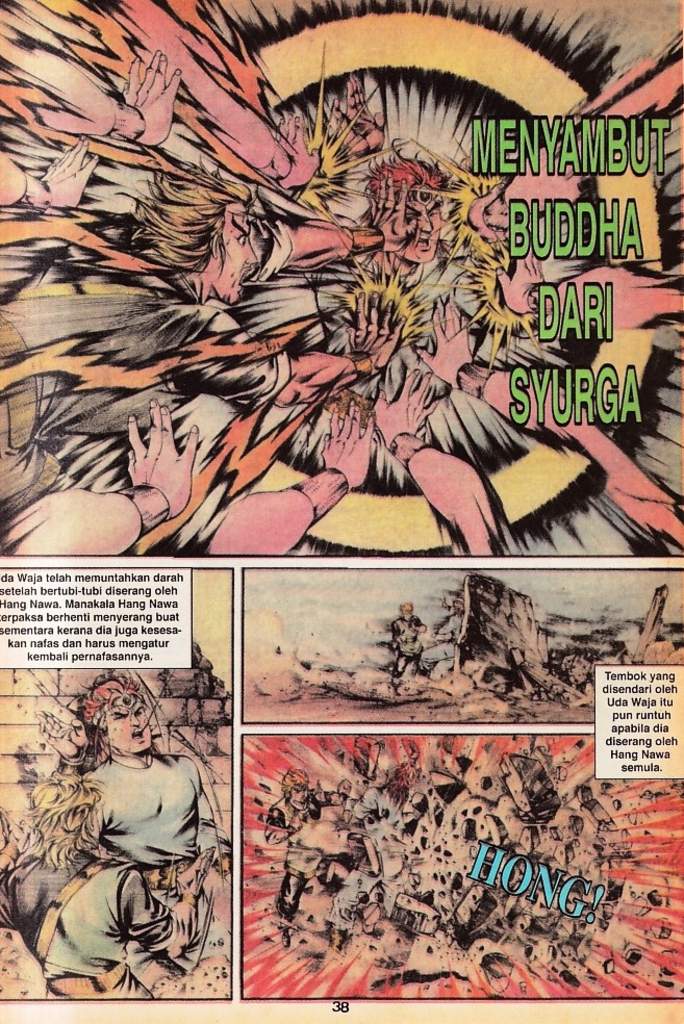 MENYAMBUT
BUDDHA
DARI
SYURGA
da Waja telah memuntahkan darah
setelah bertubi-tubi diserang oleh
Hang Nawa. Manakala Hang Nawa
terpaksa berhenti menyerang buat
sementara kerana dia juga kesesa-
kan nafas dan harus mengatur
kembali pernafasannya.
Tembok yang
disendari oleh
Uda Waja itu
pun runtuh
apabila dia
diserang oleh
Hang Nawa
semula.
HONG!
38